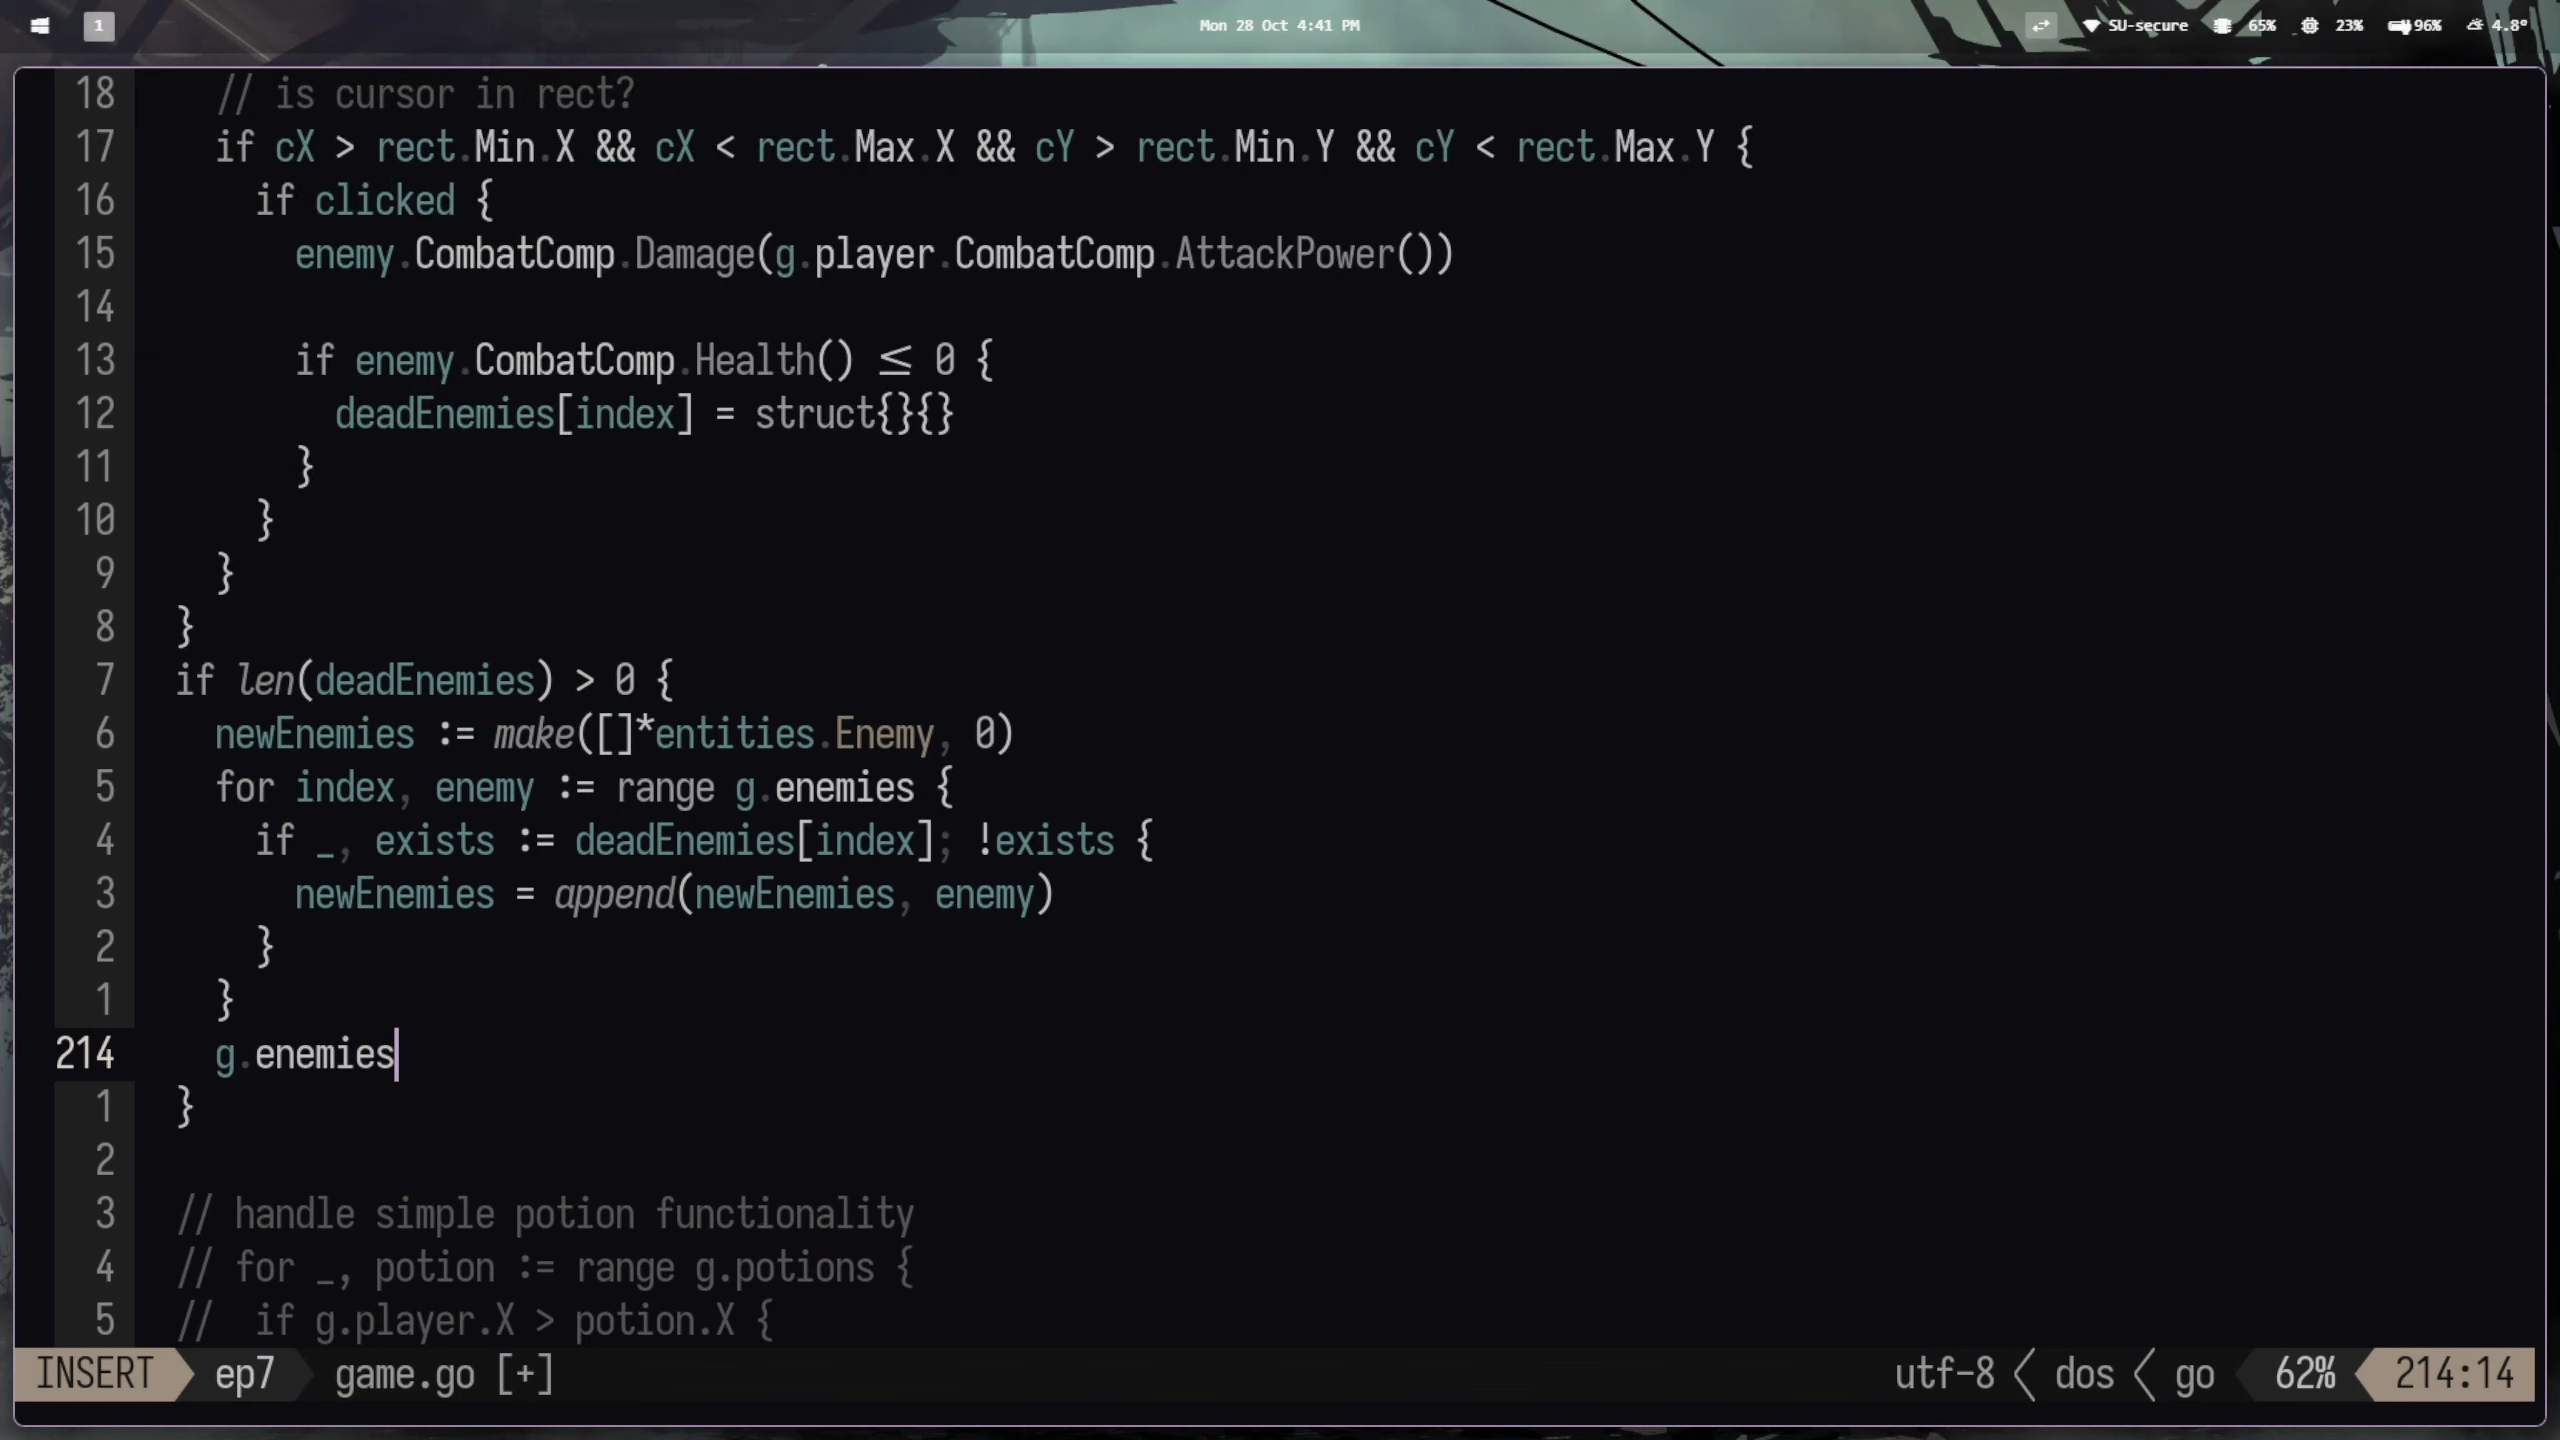 1 Mon 28 Oct 4:41 PM SU-secure 65% 23% 96% 4.8°
18 // is cursor in rect?
17 if cX > rect.Min.X && cX < rect.Max.X && cY > rect.Min.Y && cY < rect.Max.Y {
16 if clicked {
15 enemy.CombatComp.Damage(g.player.CombatComp.AttackPower())
14
13 if enemy.CombatComp.Health() ≤ 0 {
12 deadEnemies[index] = struct{}{}
11 }
10 }
9 }
8 }
7 if len(deadEnemies) > 0 {
6 newEnemies := make([]*entities.Enemy, 0)
5 for index, enemy := range g.enemies {
4 if _, exists := deadEnemies[index]; !exists {
3 newEnemies = append(newEnemies, enemy)
2 }
1 }
214 g.enemies
1 }
2
3 // handle simple potion functionality
4 // for _, potion := range g.potions {
5 // if g.player.X > potion.X {
INSERT ep7 game.go [+] utf-8 dos go 62% 214:14